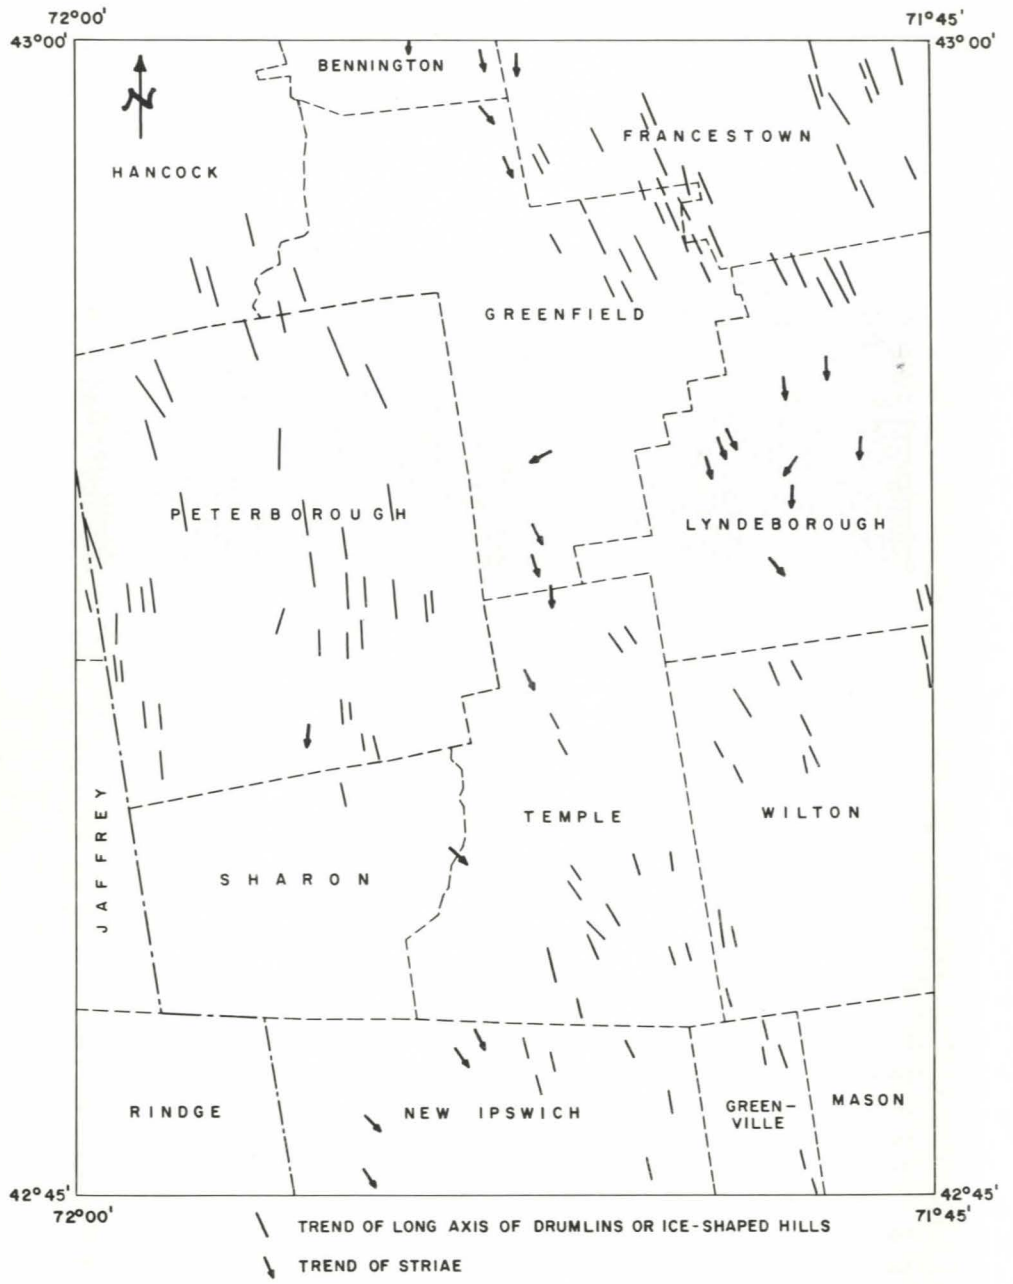 72°00'
71°45'
43°00'
43°00'
N
BENNINGTON
FRANCESTOWN
HANCOCK
GREENFIELD
PETERBOROUGH
LYNDEBOROUGH
JAFFREY
TEMPLE
WILTON
SHARON
RINDGE
NEW IPSWICH
GREEN-
VILLE
MASON
42°45'
42°45'
72°00'
71°45'
TREND OF LONG AXIS OF DRUMLINS OR ICE-SHAPED HILLS
TREND OF STRIAE